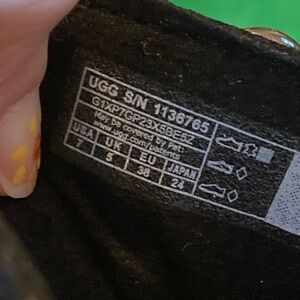 UGG S/N 1136765
G1XP7GP23X5BE5Z
May be covered by Pat:
www.ugg.com/patents
USA UK EU JAPAN
7 5 38 24